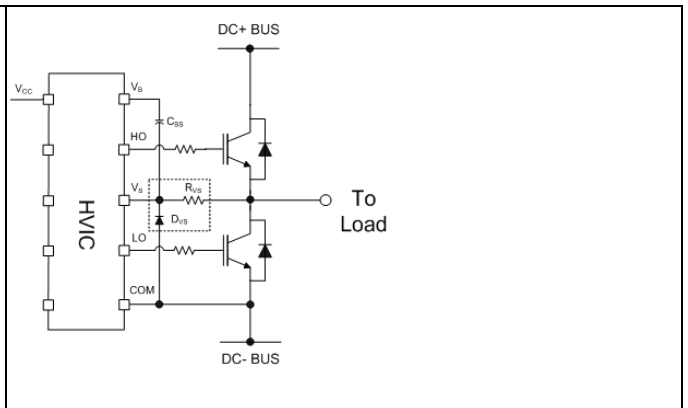 DC+ BUS
VCC
VB
CBS
HO
VS
RVS
To
Load
DVS
HVIC
LO
COM
DC- BUS